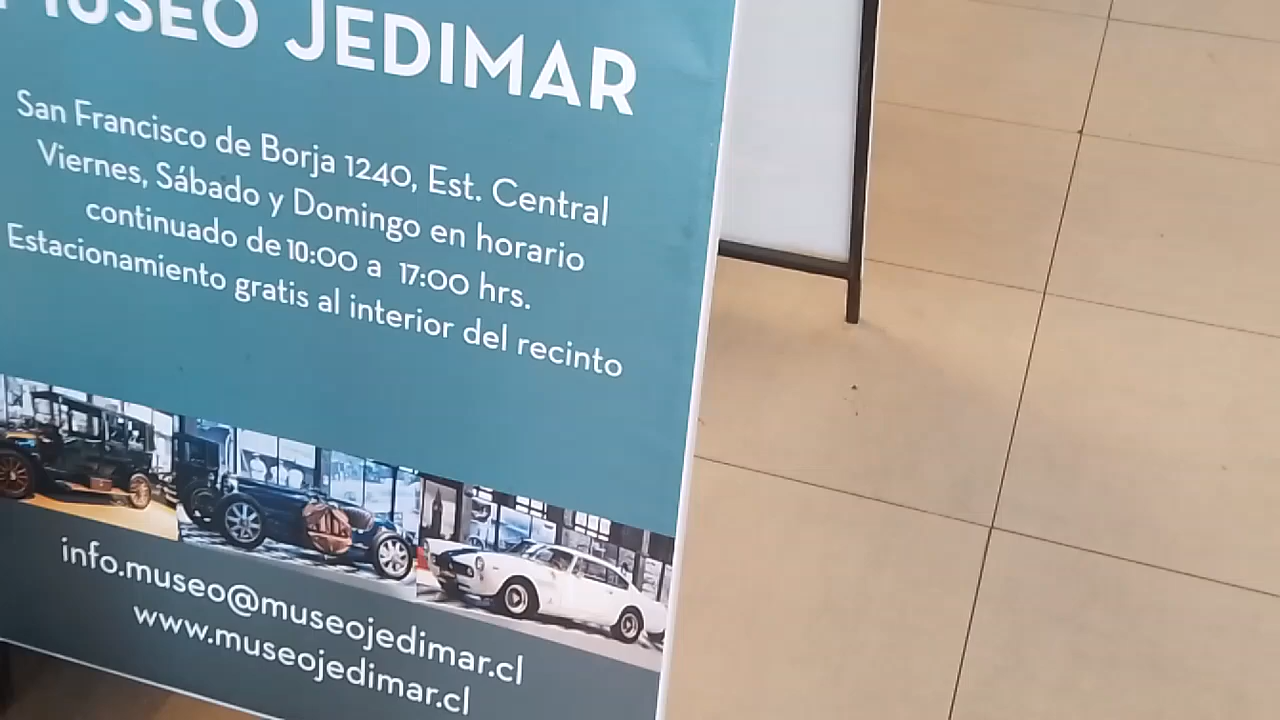 MUSEO JEDIMAR
San Francisco de Borja 1240, Est. Central
Viernes, Sábado y Domingo en horario
continuado de 10:00 a 17:00 hrs.
Estacionamiento gratis al interior del recinto
info.museo@museojedimar.cl
www.museojedimar.cl